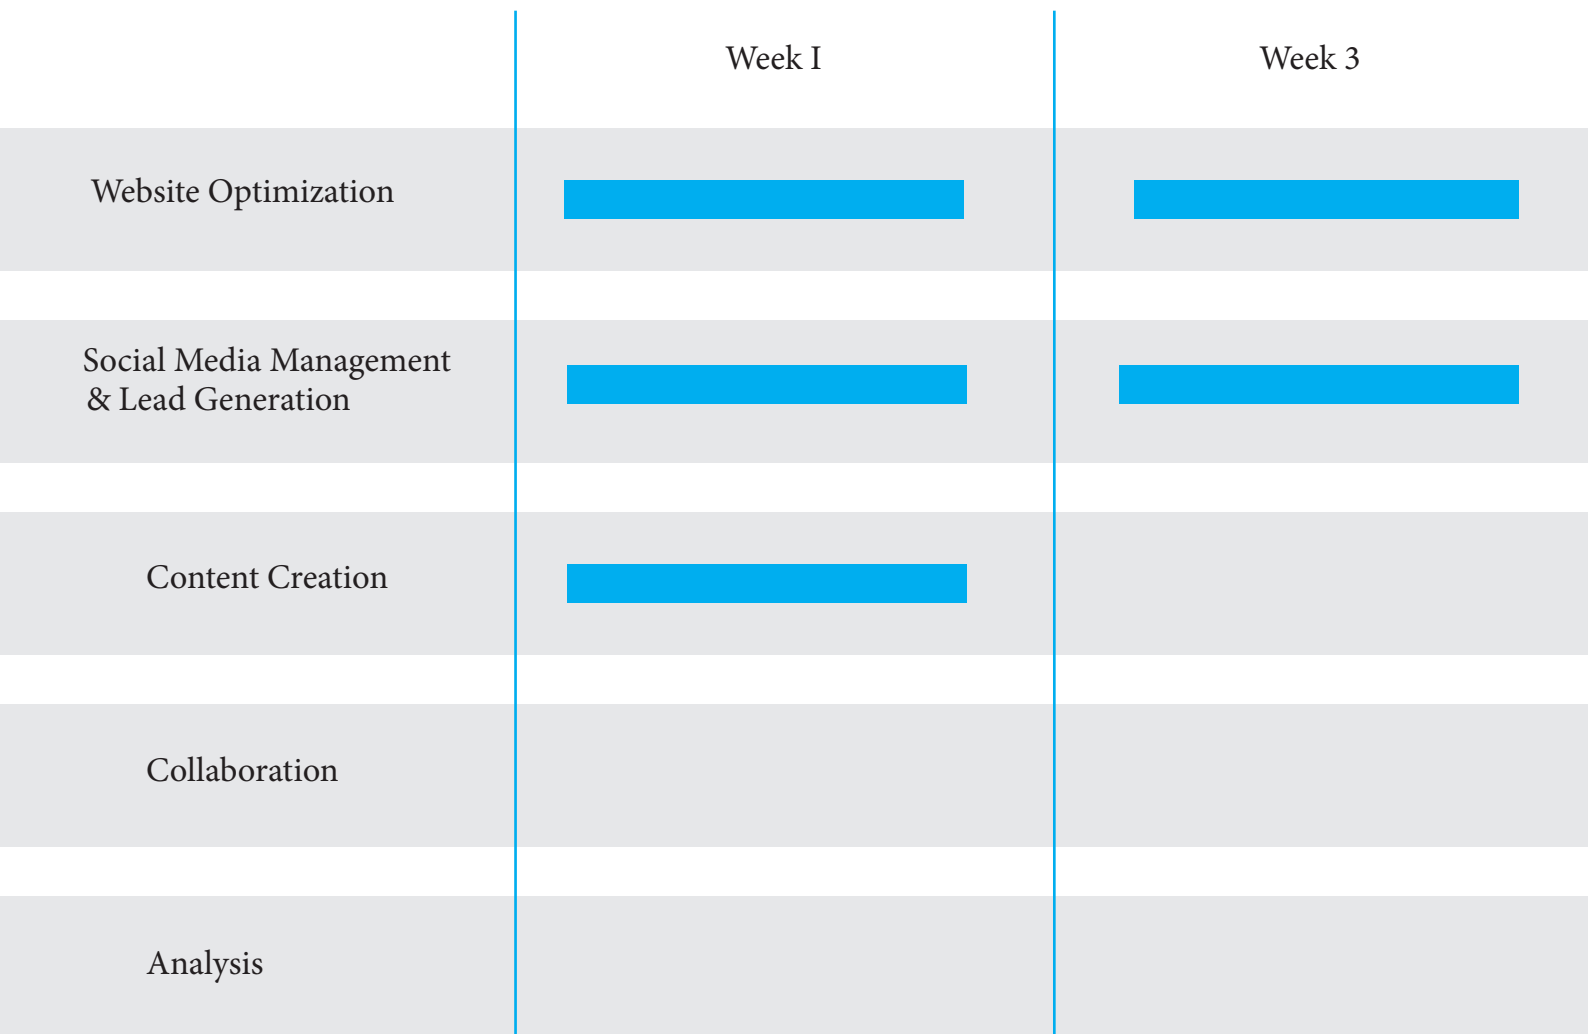 Week I
Week 3
Website Optimization
Social Media Management
& Lead Generation
Content Creation
Collaboration
Analysis